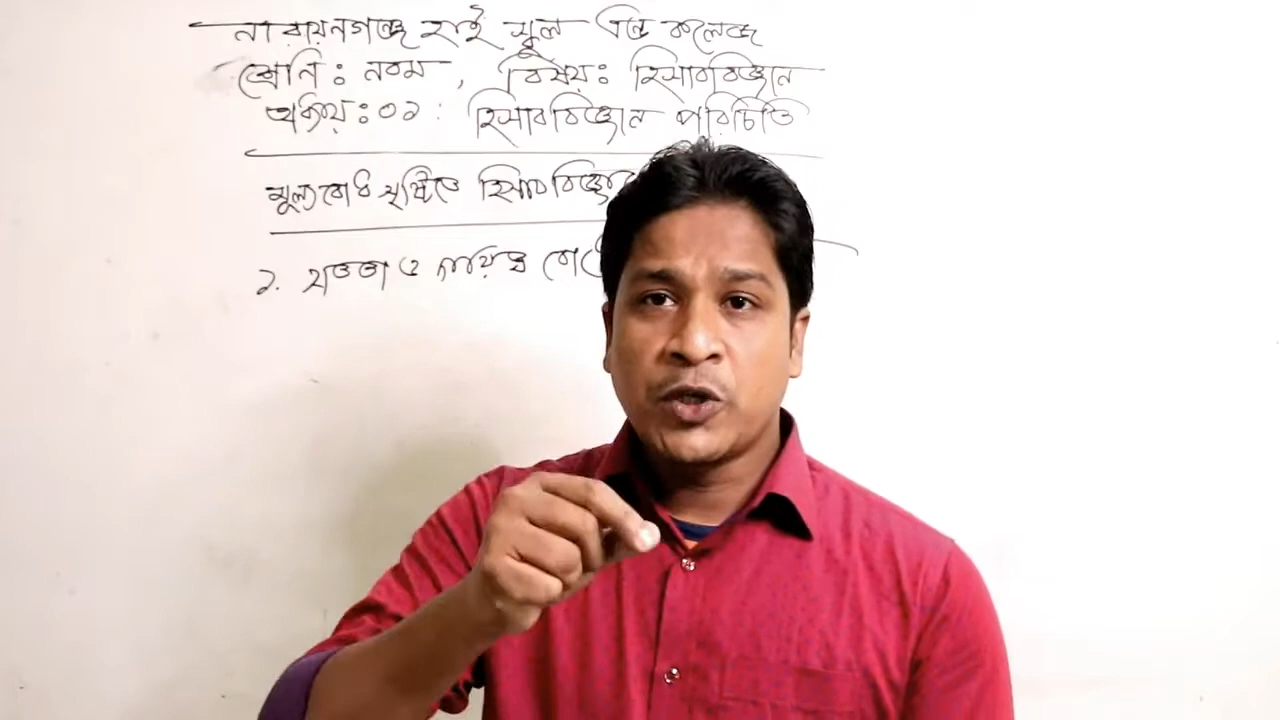 নারায়নগঞ্জ হাই স্কুল এন্ড কলেজ
শ্রেনি : নবম , বিষয়ঃ হিসাববিজ্ঞান
অধ্যায় : ০১ : হিসাববিজ্ঞান পরিচিতি
মূল্যবোধ সৃষ্টিতে হিসাববিজ্ঞানে
১. সততা ও দায়িত্ব বোধ